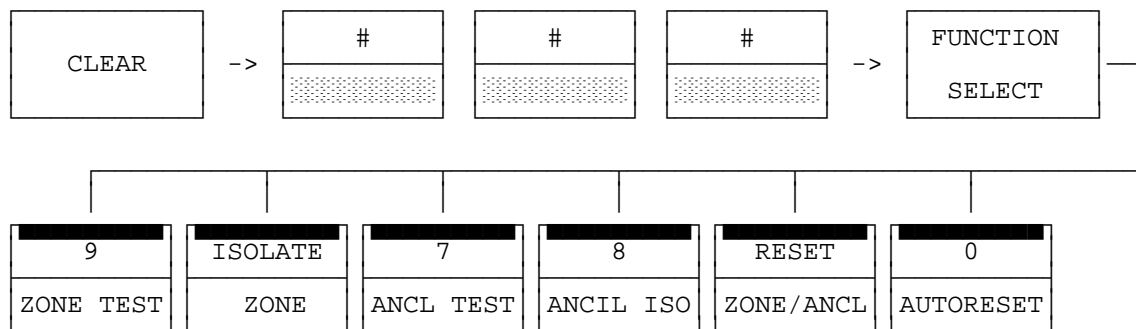 CLEAR -> # # # -> FUNCTION
SELECT
9 ISOLATE 7 8 RESET 0
ZONE TEST ZONE ANCL TEST ANCIL ISO ZONE/ANCL AUTORESET